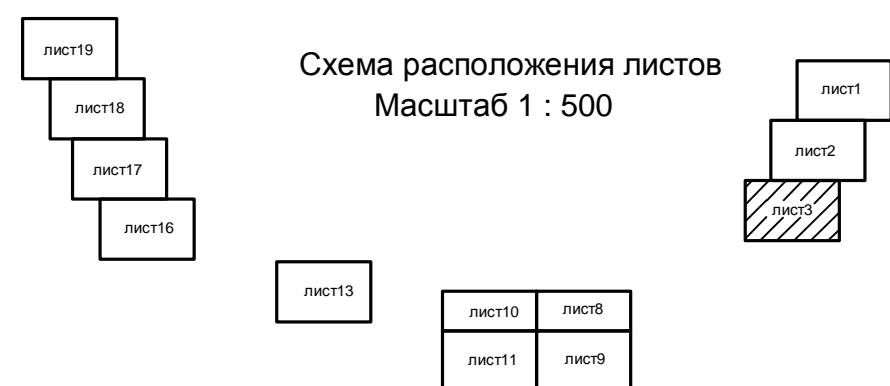 Схема расположения листов
Масштаб 1 : 500
лист19
лист18
лист17
лист16
лист13
лист10
лист8
лист11
лист9
лист1
лист2
лист3